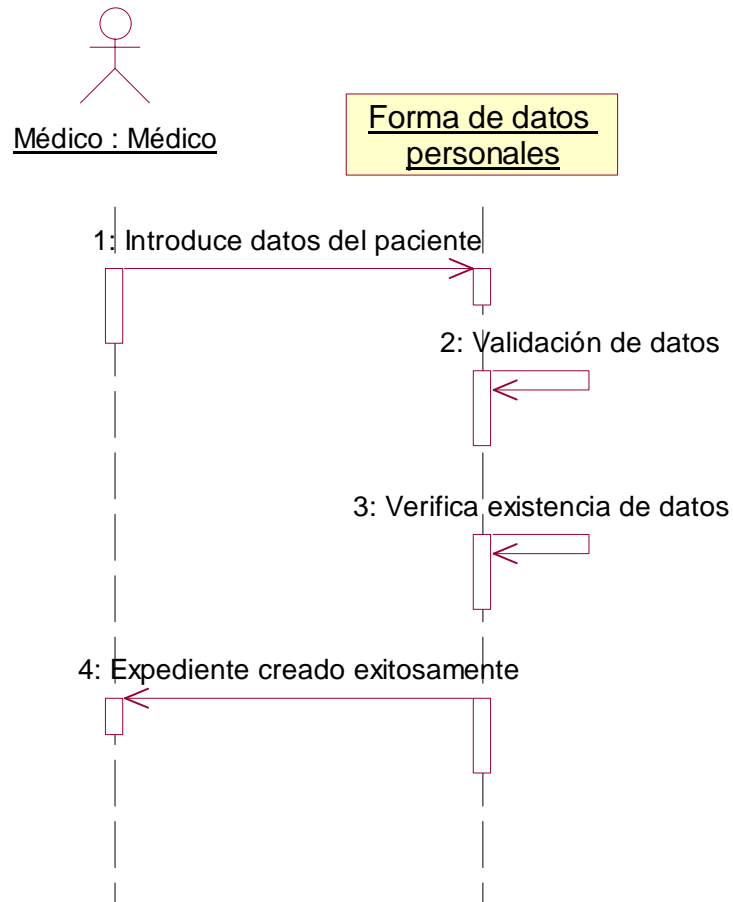 Médico : Médico
Forma de datos
personales
1: Introduce datos del paciente
2: Validación de datos
3: Verifica existencia de datos
4: Expediente creado exitosamente